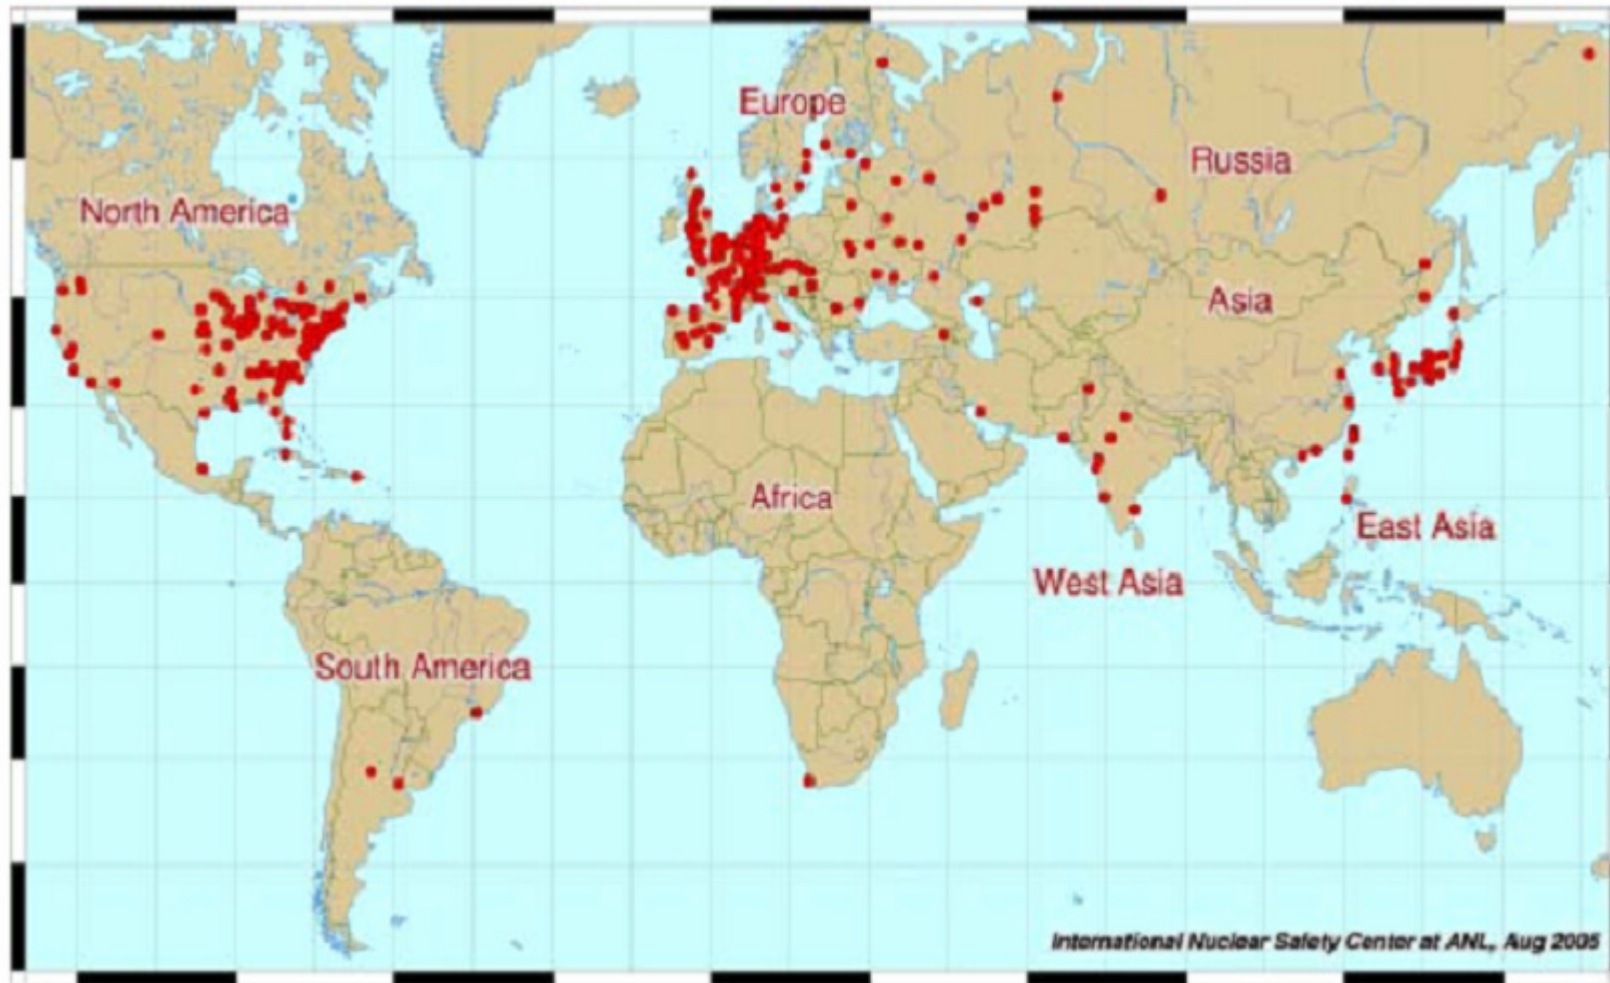 Europe
Russia
North America
Asia
Africa
East Asia
West Asia
South America
International Nuclear Safety Center at ANL, Aug 2005